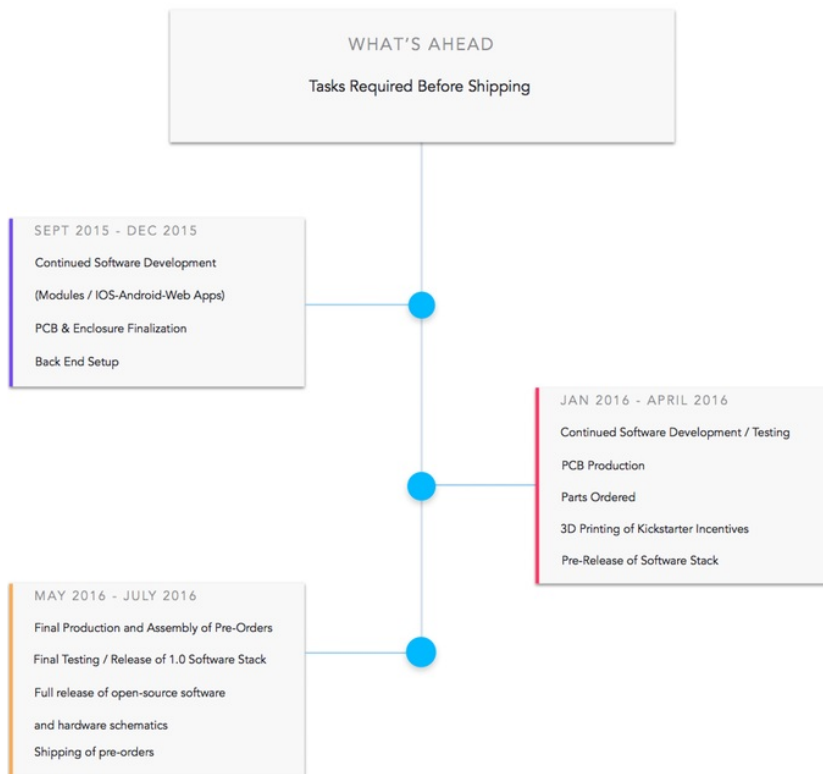 WHAT'S AHEAD
Tasks Required Before Shipping
SEPT 2015 - DEC 2015
Continued Software Development
(Modules / IOS-Android-Web Apps)
PCB & Enclosure Finalization
Back End Setup
JAN 2016 - APRIL 2016
Continued Software Development / Testing
PCB Production
Parts Ordered
3D Printing of Kickstarter Incentives
Pre-Release of Software Stack
MAY 2016 - JULY 2016
Final Production and Assembly of Pre-Orders
Final Testing / Release of 1.0 Software Stack
Full release of open-source software
and hardware schematics
Shipping of pre-orders